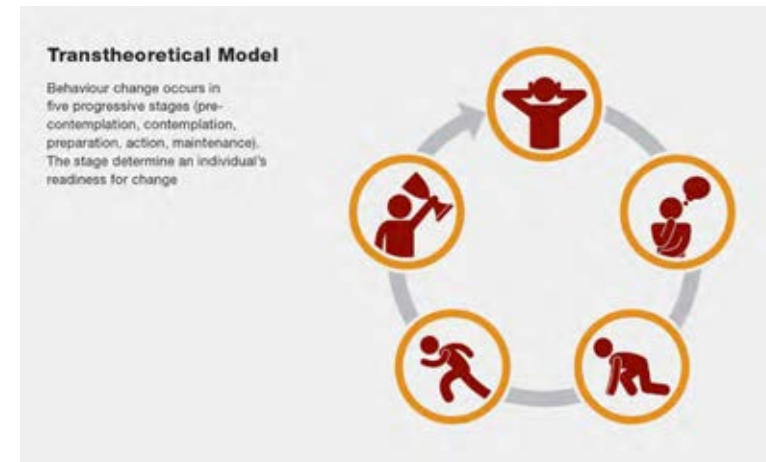 Transtheoretical Model
Behaviour change occurs in
five progressive stages (pre-
contemplation, contemplation,
preparation, action, maintenance).
The stage determine an individual's
readiness for change